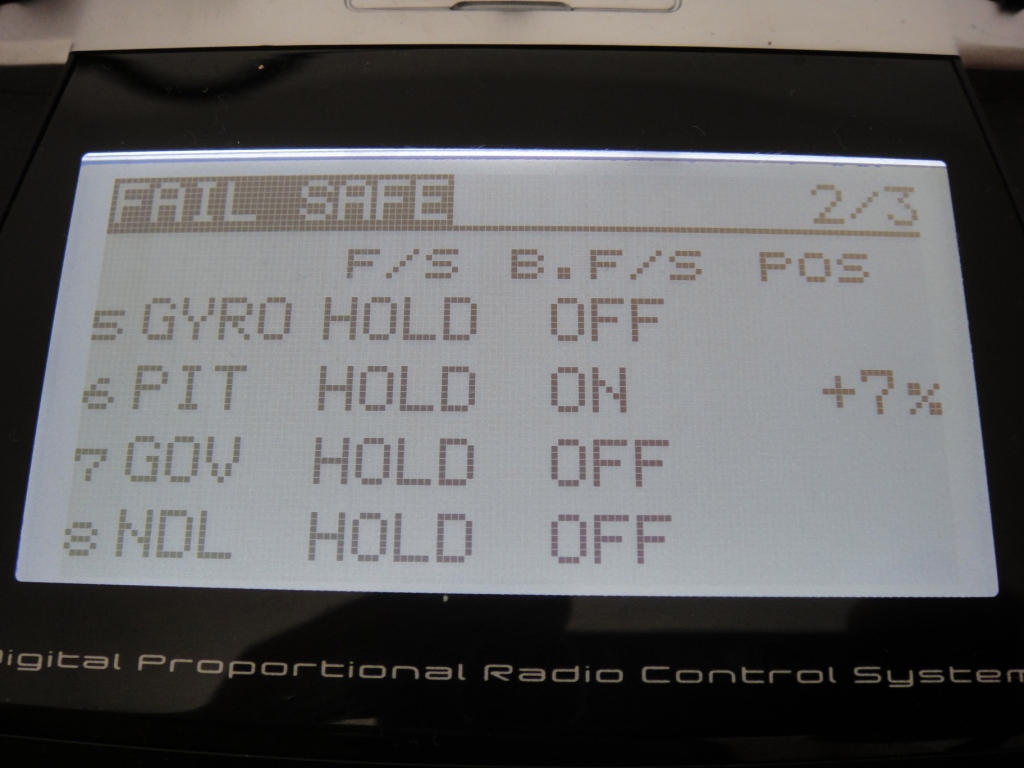 FAIL SAFE 2/3
F/S B.F/S POS
5 GYRO HOLD OFF
6 PIT HOLD ON +7%
7 GOV HOLD OFF
8 NDL HOLD OFF
Digital Proportional Radio Control System